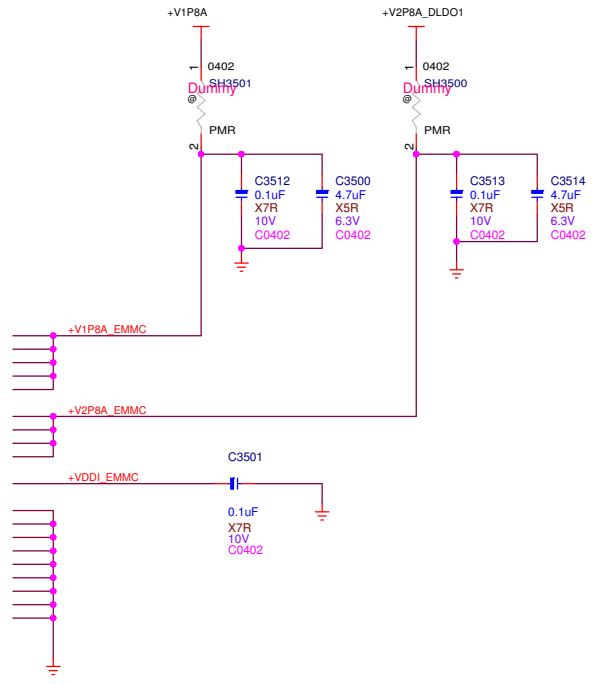 +V1P8A
+V2P8A_DLDO1
1
0402
SH3501
Dummy
@
PMR
2
1
0402
SH3500
Dummy
@
PMR
2
C3512
0.1uF
X7R
10V
C0402
C3500
4.7uF
X5R
6.3V
C0402
C3513
0.1uF
X7R
10V
C0402
C3514
4.7uF
X5R
6.3V
C0402
+V1P8A_EMMC
+V2P8A_EMMC
+VDDI_EMMC
C3501
0.1uF
X7R
10V
C0402